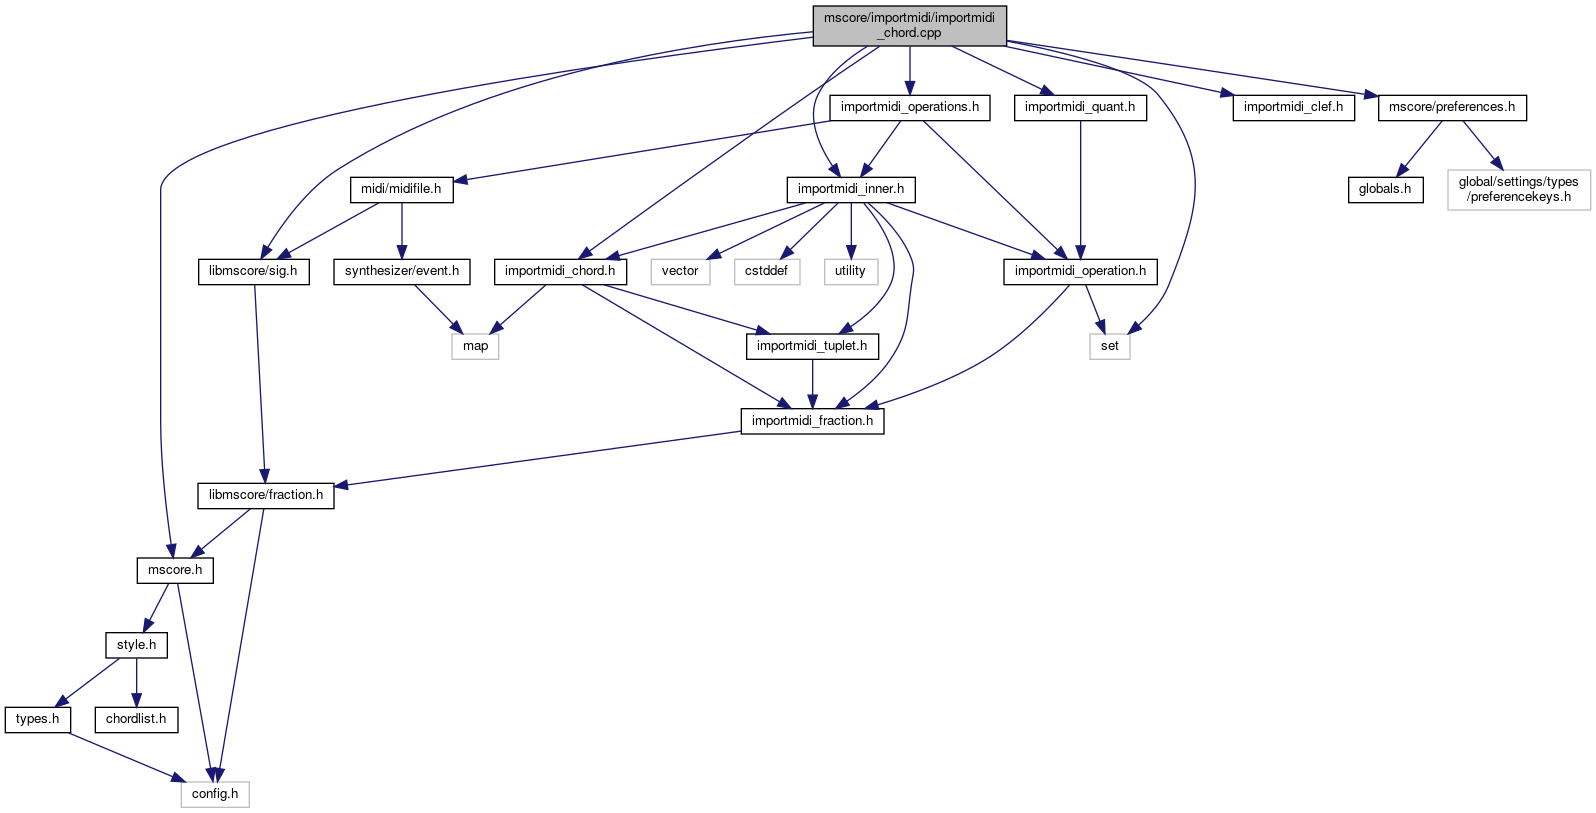 mscore/importmidi/importmidi
_chord.cpp
importmidi_operations.h
importmidi_quant.h
importmidi_clef.h
mscore/preferences.h
midi/midifile.h
importmidi_inner.h
globals.h
global/settings/types
/preferencekeys.h
libmscore/sig.h
synthesizer/event.h
importmidi_chord.h
vector
cstddef
utility
importmidi_operation.h
map
importmidi_tuplet.h
set
importmidi_fraction.h
libmscore/fraction.h
mscore.h
style.h
types.h
chordlist.h
config.h